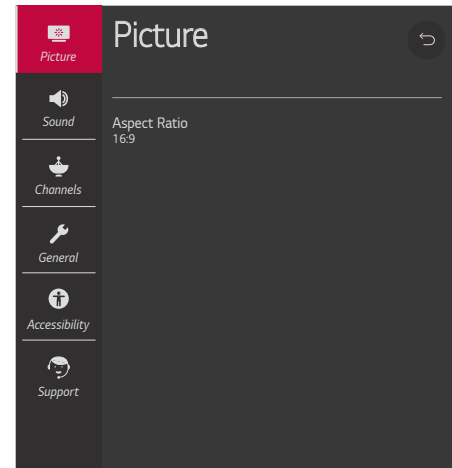 Picture
Picture
Sound
Aspect Ratio
16:9
Channels
General
Accessibility
Support